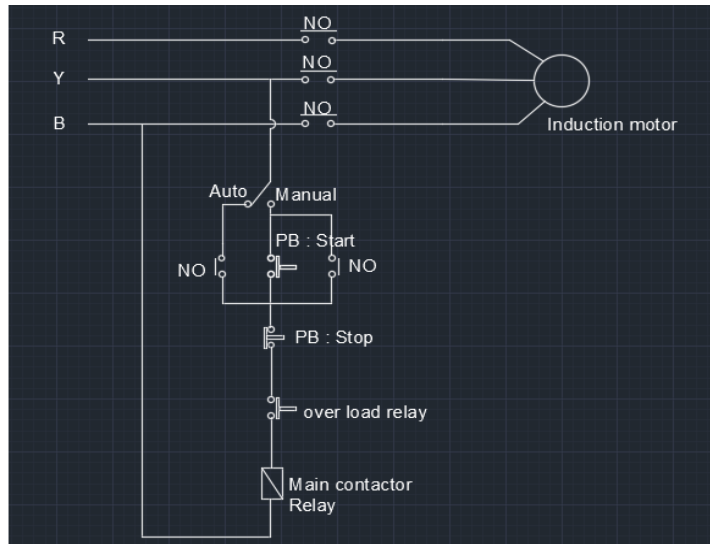 NO
R
NO
Y
NO
B
Induction motor
Auto
Manual
PB : Start
NO
NO
PB : Stop
over load relay
Main contactor
Relay